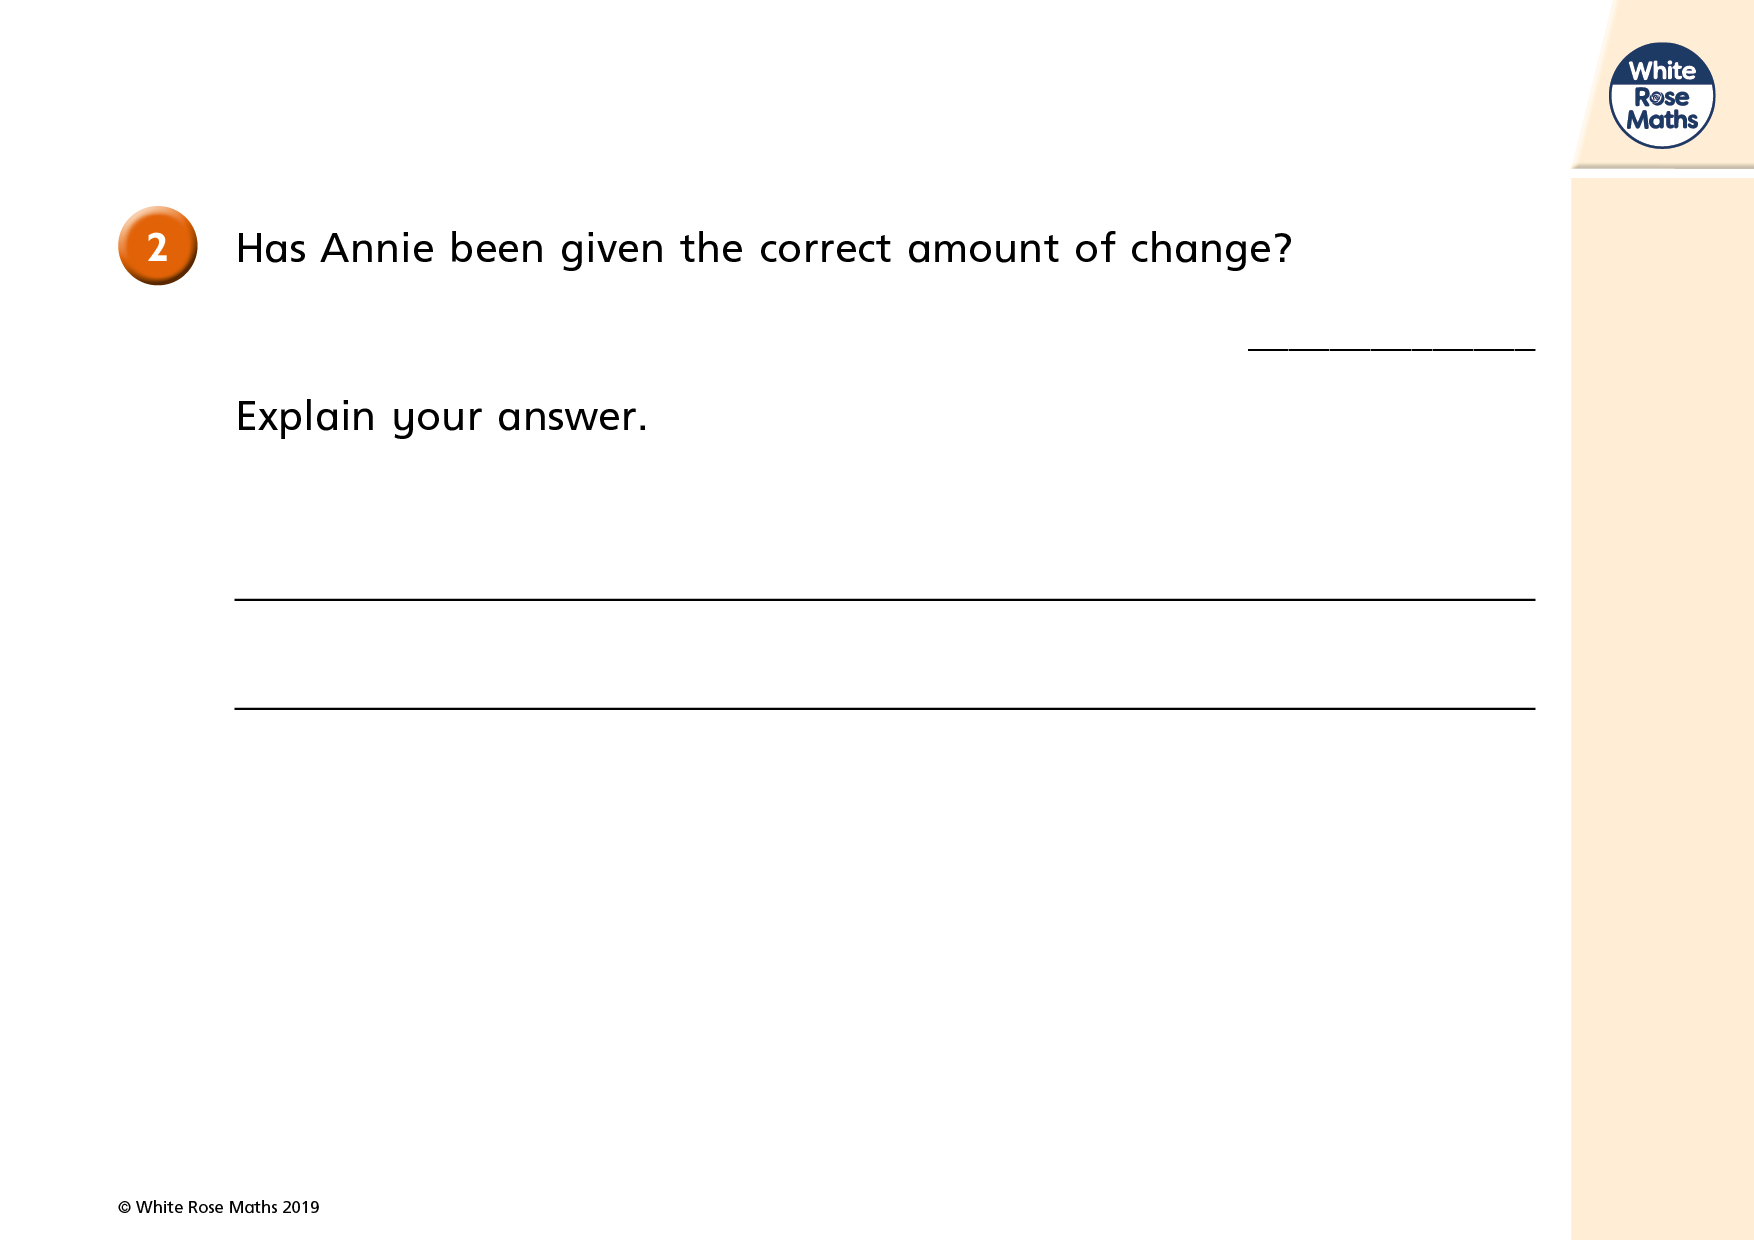 White
Rose
Maths
2 Has Annie been given the correct amount of change?
Explain your answer.
© White Rose Maths 2019